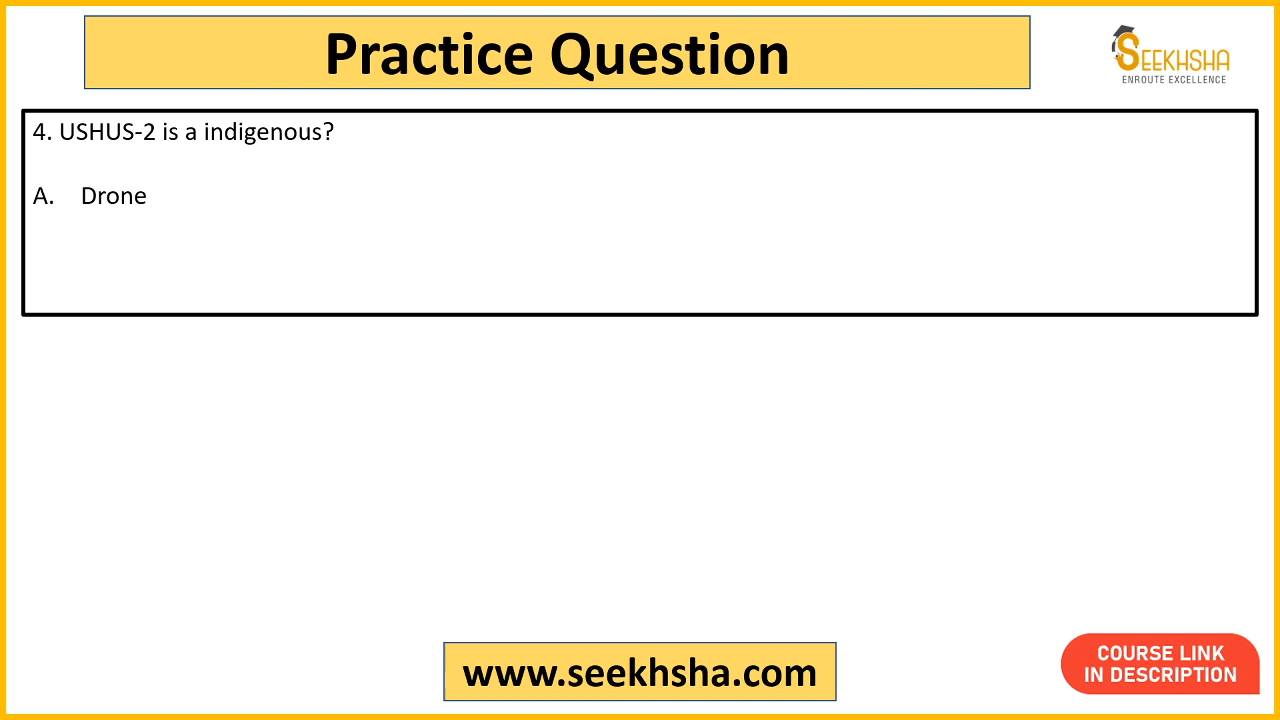 Practice Question
SEEKHSHA
ENROUTE EXCELLENCE
4. USHUS-2 is a indigenous?
A. Drone
www.seekhsha.com
COURSE LINK
IN DESCRIPTION